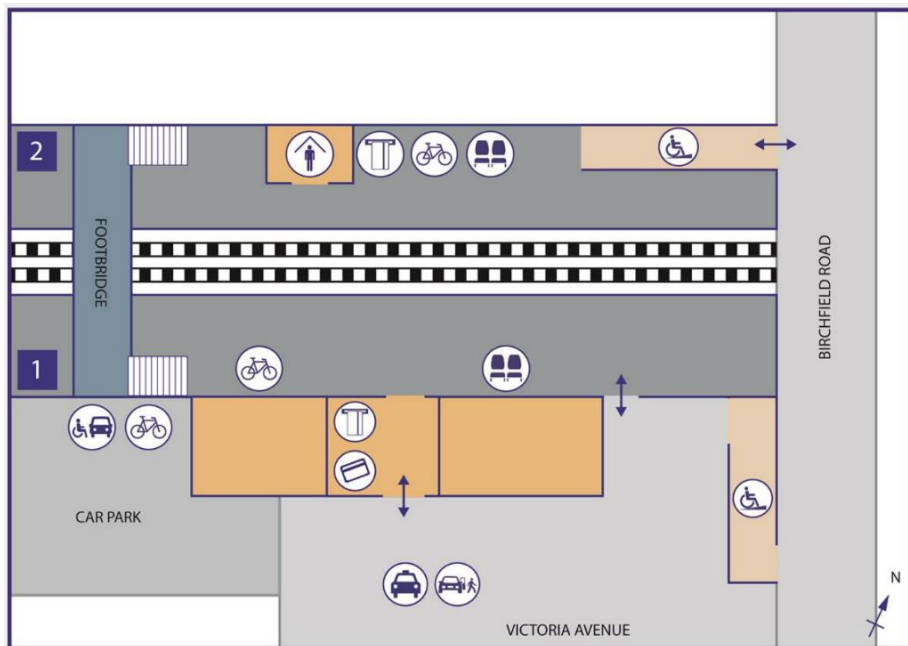 2
FOOTBRIDGE
BIRCHFIELD ROAD
1
CAR PARK
N
VICTORIA AVENUE